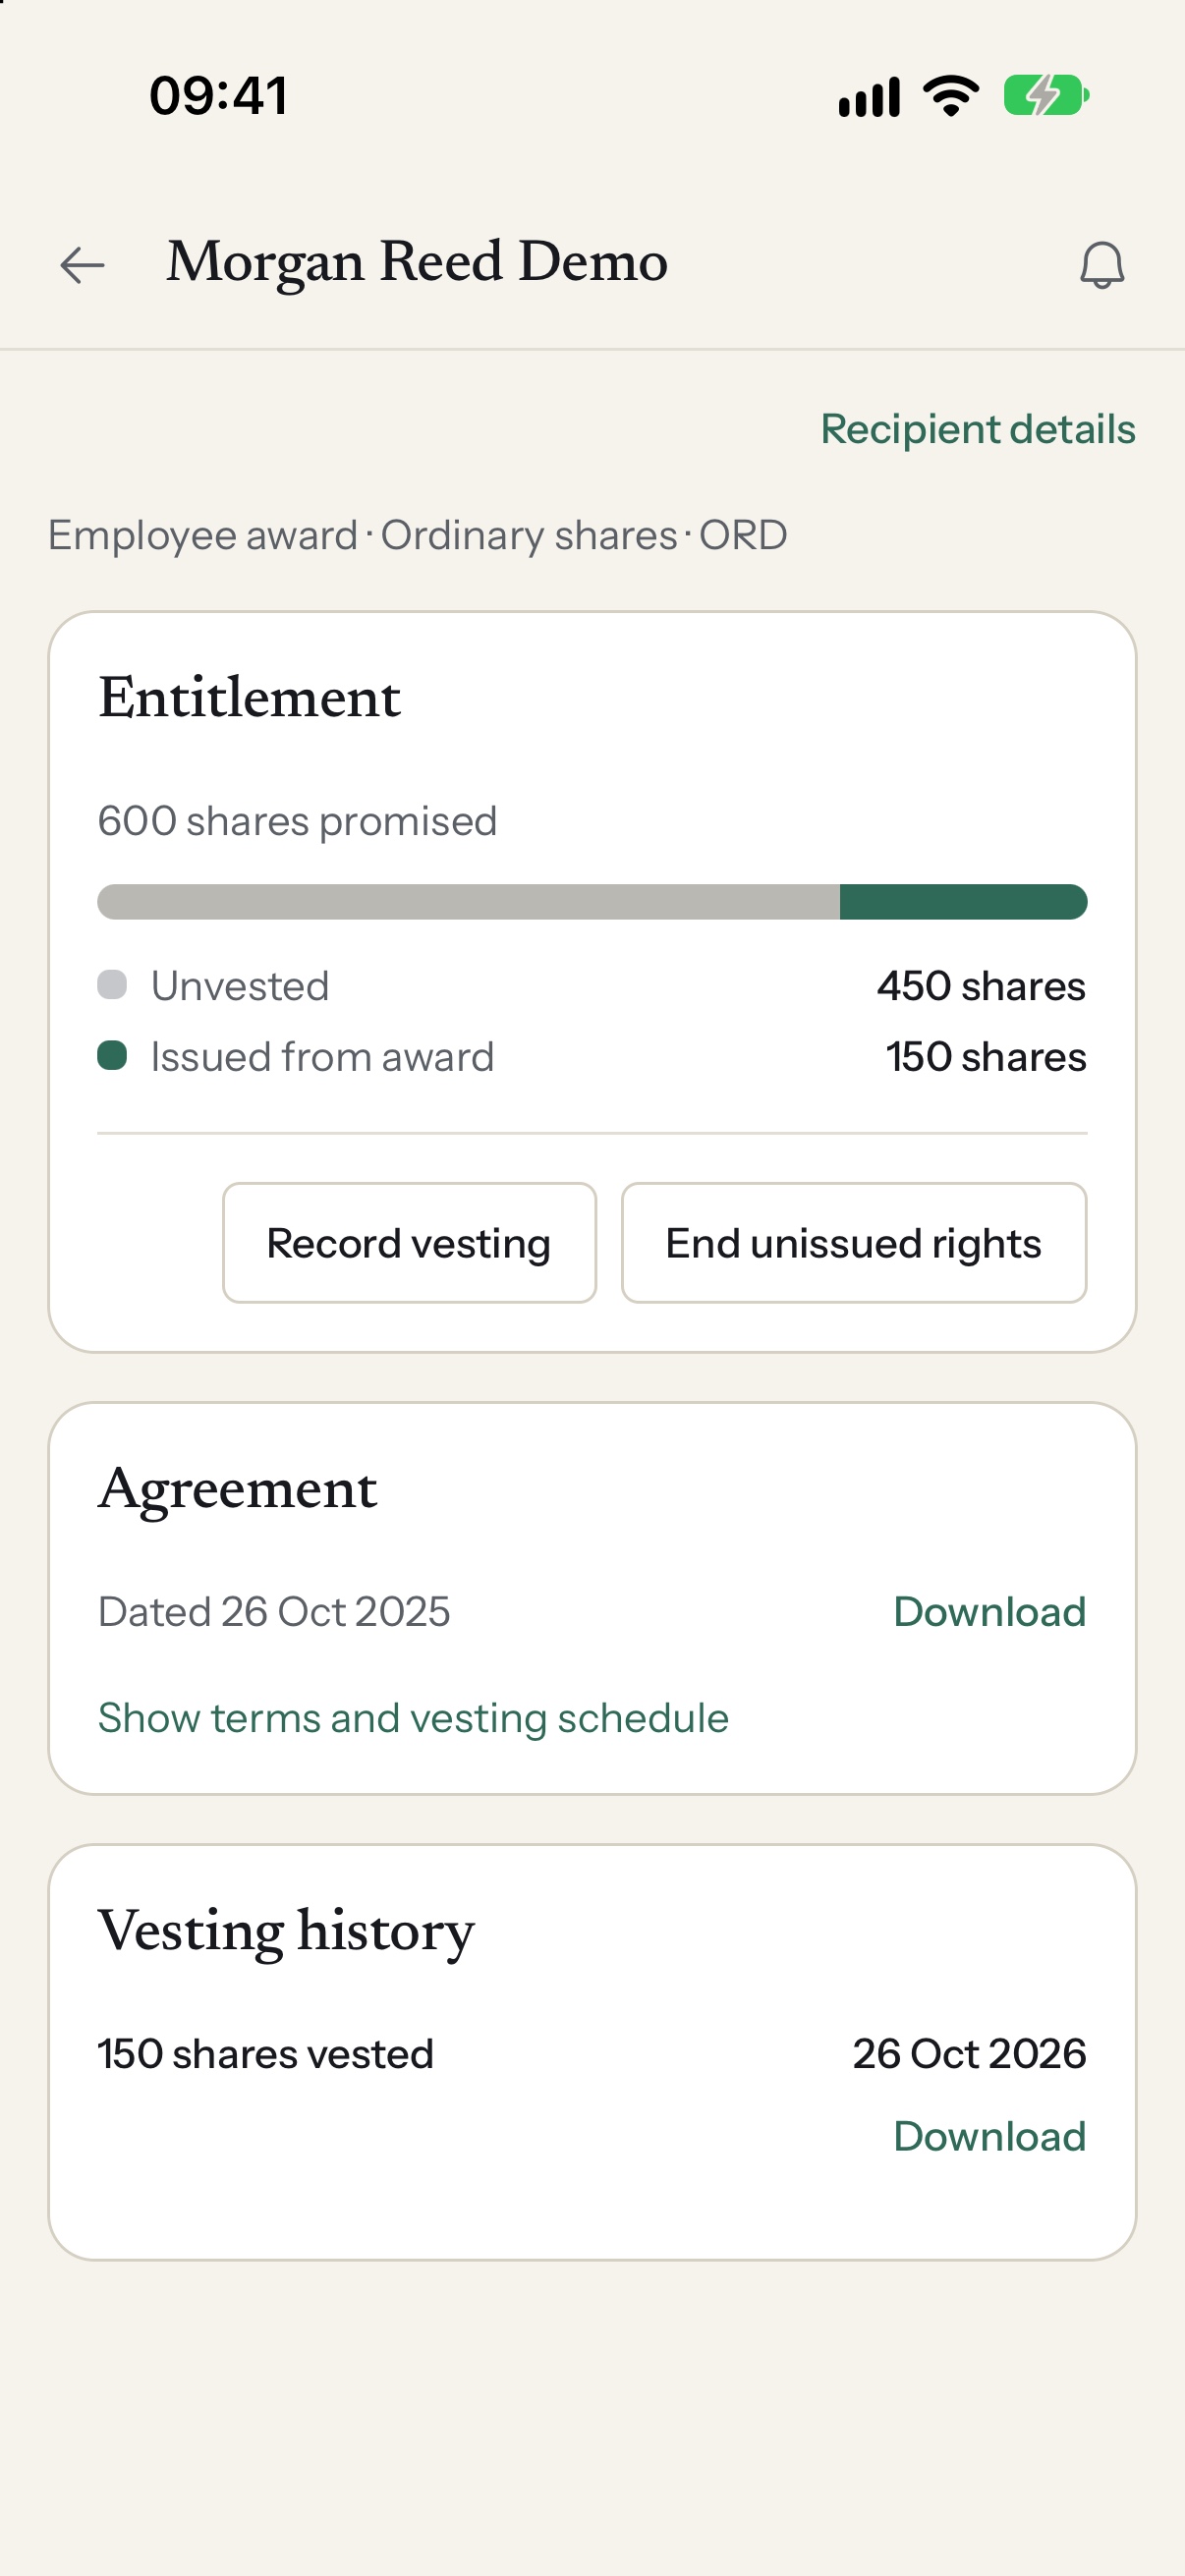 09:41
Morgan Reed Demo
Recipient details
Employee award · Ordinary shares · ORD
Entitlement
600 shares promised
Unvested 450 shares
Issued from award 150 shares
Record vesting End unissued rights
Agreement
Dated 26 Oct 2025 Download
Show terms and vesting schedule
Vesting history
150 shares vested 26 Oct 2026
Download